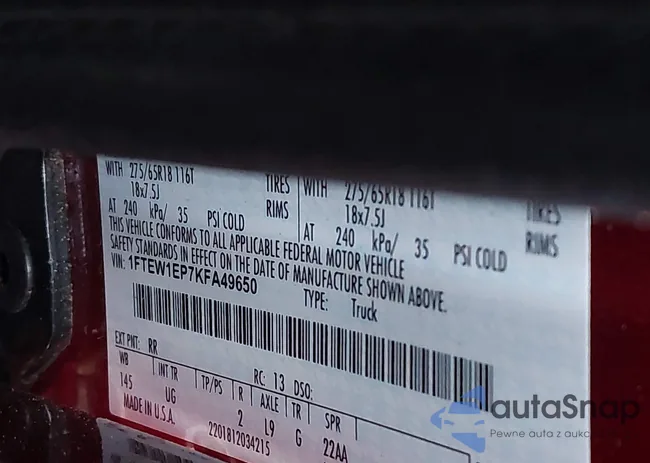 WITH 275/65R18 116T TIRES WITH 275/65R18 116T TIRES
18x7.5J RIMS 18x7.5J RIMS
AT 240 kPa/ 35 PSI COLD AT 240 kPa/ 35 PSI COLD
THIS VEHICLE CONFORMS TO ALL APPLICABLE FEDERAL MOTOR VEHICLE
SAFETY STANDARDS IN EFFECT ON THE DATE OF MANUFACTURE SHOWN ABOVE.
VIN: 1FTEW1EP7KFA49650
TYPE: Truck
EXT PNT: RR RC: 13 DSO:
WB INT TR TP/PS R AXLE TR SPR
145 UG 2 L9 G 22AA
MADE IN U.S.A. 2201812034215
autaSnap
Pewne auta z aukcji